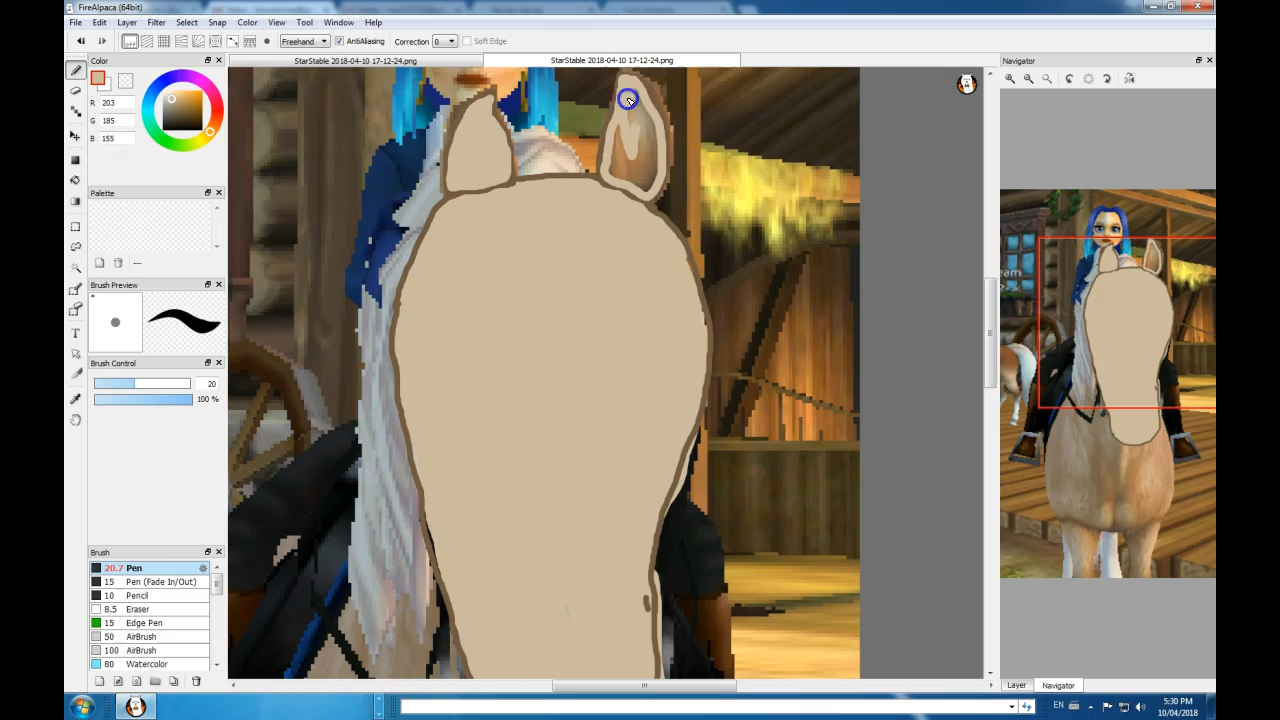 FireAlpaca (64bit)
File Edit Layer Filter Select Snap Color View Tool Window Help
off Freehand AntiAliasing Correction 0 Soft Edge
Color
StarStable 2018-04-10 17-12-24.png
StarStable 2018-04-10 17-12-24.png
Navigator
R 203
G 185
B 155
Palette
---
Brush Preview
Brush Control
20
100 %
Brush
20.7 Pen
15 Pen (Fade In/Out)
10 Pencil
8.5 Eraser
15 Edge Pen
50 AirBrush
100 AirBrush
80 Watercolor
eam
Layer Navigator
EN
5:30 PM
10/04/2018